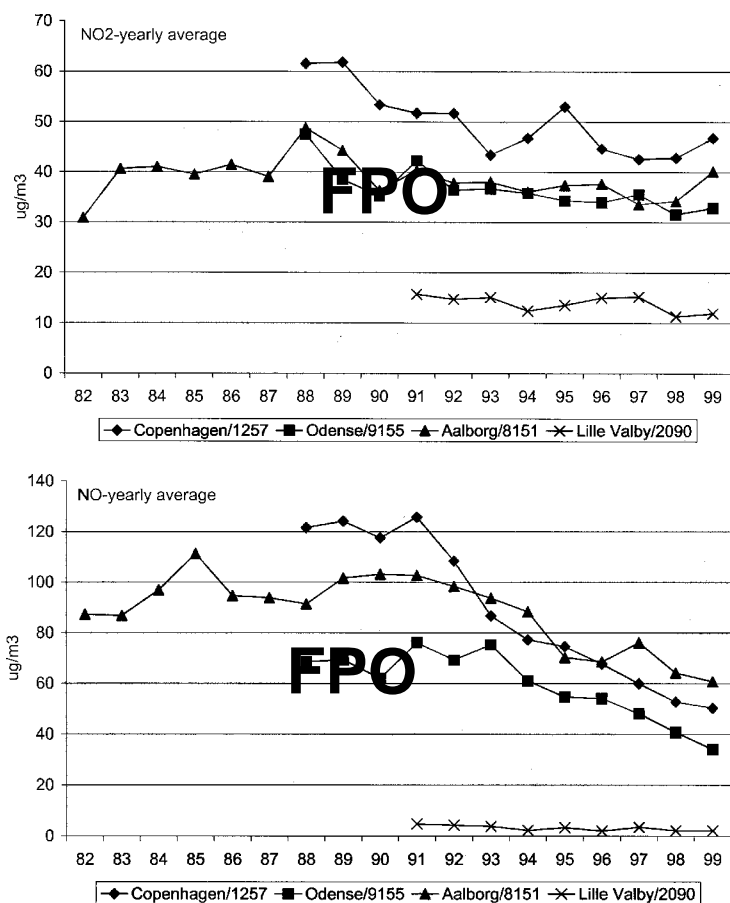 NO2-yearly average
70
60
50
40
30
20
10
0
ug/m3
FPO
82 83 84 85 86 87 88 89 90 91 92 93 94 95 96 97 98 99
Copenhagen/1257 Odense/9155 Aalborg/8151 Lille Valby/2090
NO-yearly average
140
120
100
80
60
40
20
0
ug/m3
FPO
82 83 84 85 86 87 88 89 90 91 92 93 94 95 96 97 98 99
Copenhagen/1257 Odense/9155 Aalborg/8151 Lille Valby/2090